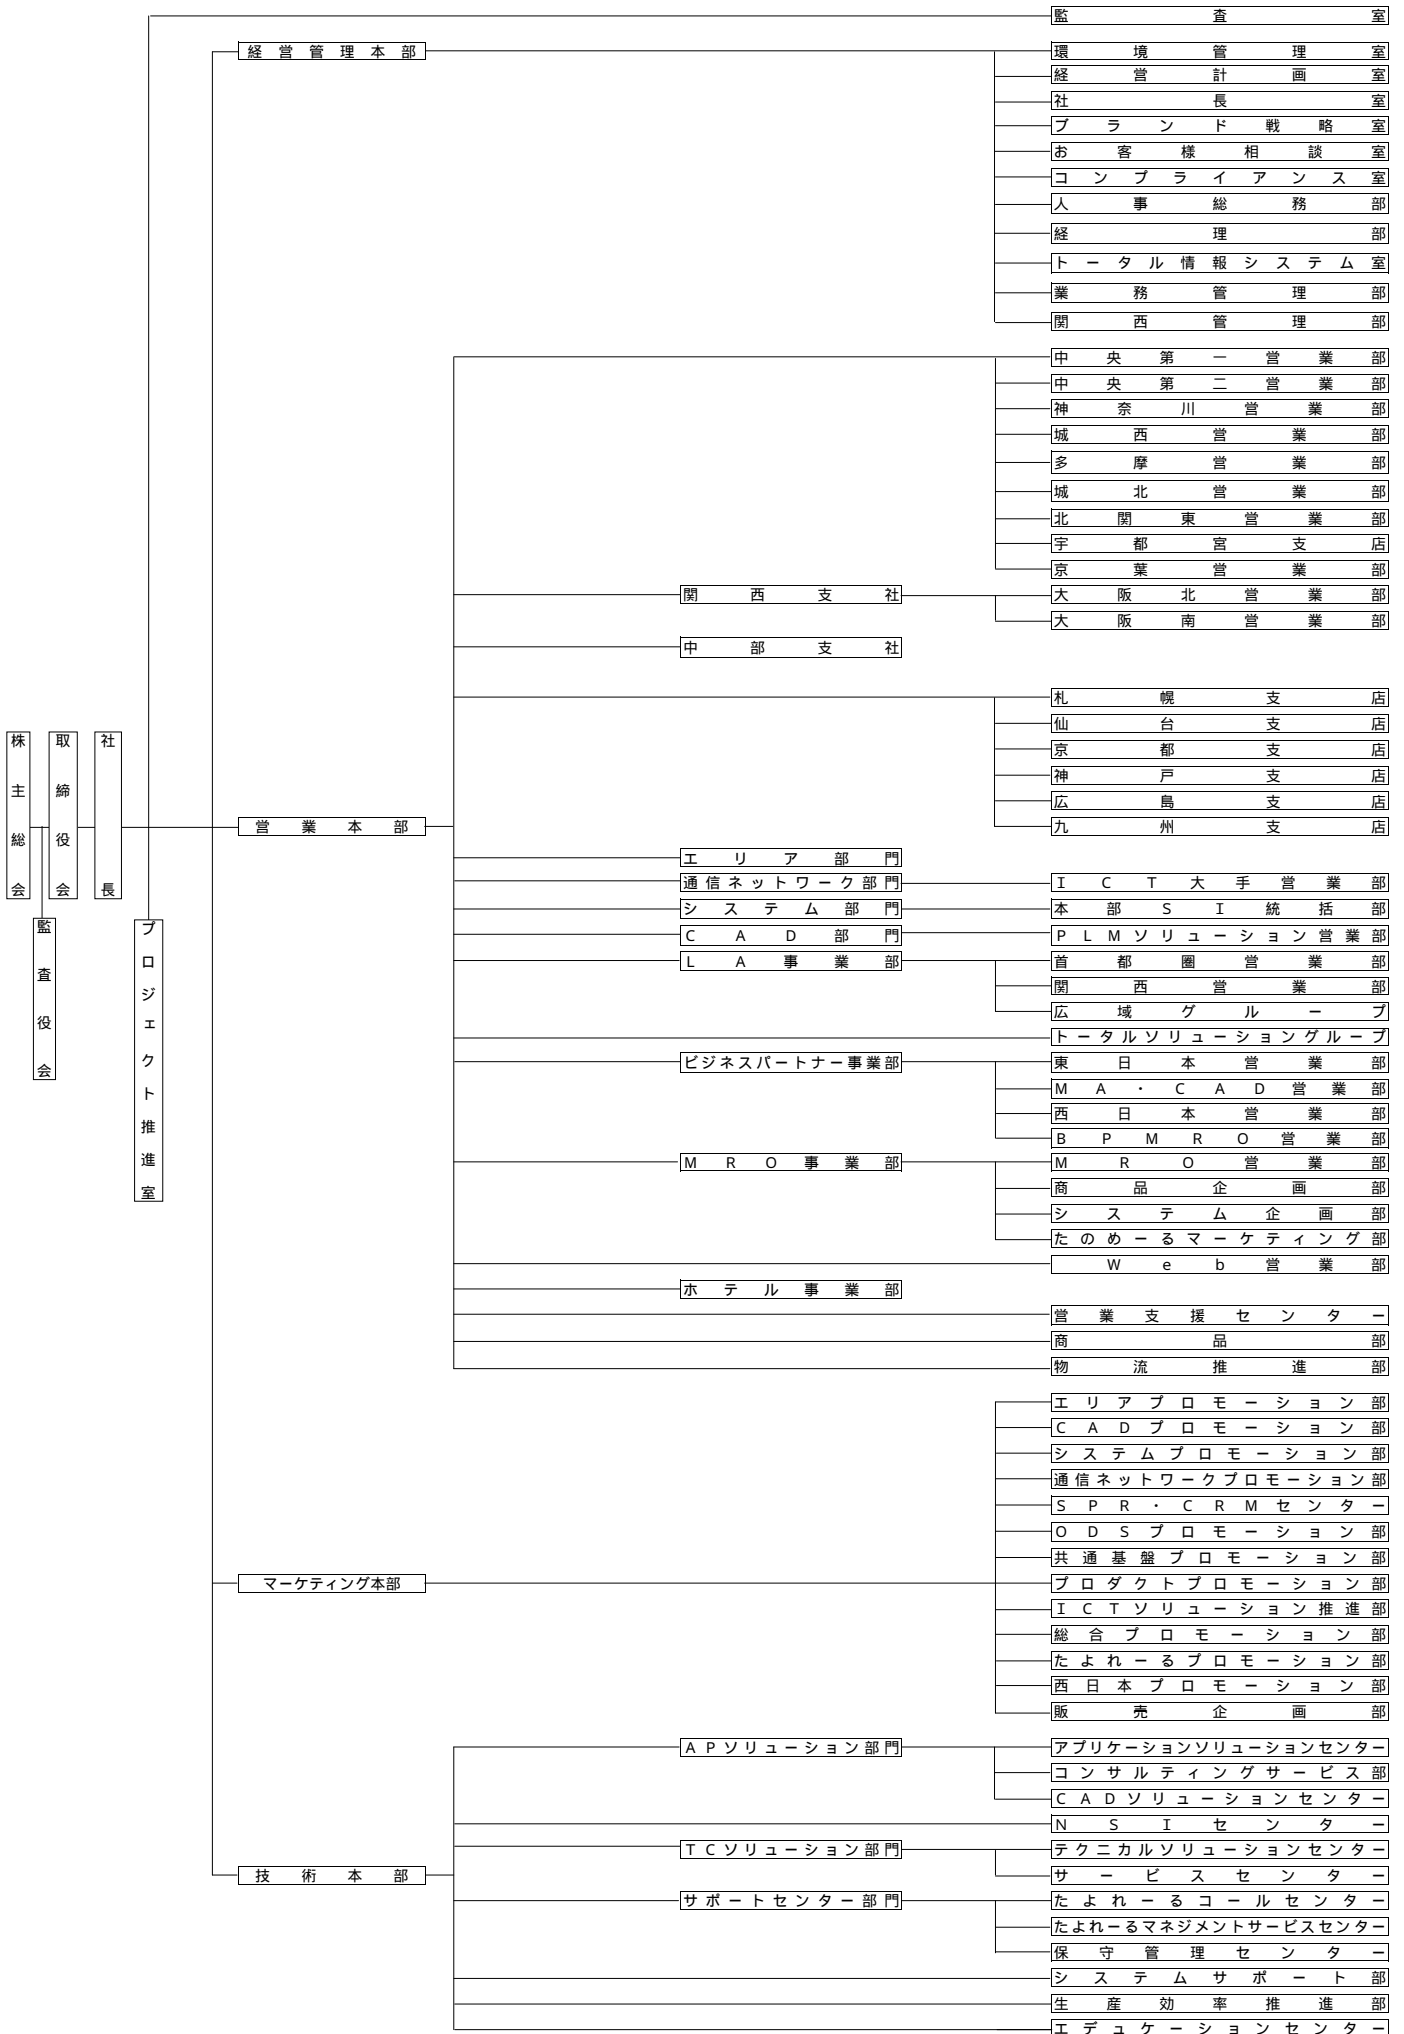 監査室
経営管理本部
環境管理室
経営計画室
社長室
ブランド戦略室
お客様相談室
コンプライアンス室
人事総務部
経理部
トータル情報システム室
業務管理部
関西管理部
中央第一営業部
中央第二営業部
神奈川営業部
城西営業部
多摩営業部
城北営業部
北関東営業部
宇都宮支店
京葉営業部
関西支社
大阪北営業部
大阪南営業部
中部支社
札幌支店
仙台支店
京都支店
神戸支店
広島支店
九州支店
株主総会
取締役会
社長
監査役会
プロジェクト推進室
営業本部
エリア部門
通信ネットワーク部門
ICT大手営業部
システム部門
本部SI統括部
CAD部門
PLMソリューション営業部
LA事業部
首都圏営業部
関西営業部
広域グループ
トータルソリューショングループ
ビジネスパートナー事業部
東日本営業部
MA・CAD営業部
西日本営業部
BPMRO営業部
MRO事業部
MRO営業部
商品企画部
システム企画部
たのめーるマーケティング部
Web営業部
ホテル事業部
営業支援センター
商品部
物流推進部
エリアプロモーション部
CADプロモーション部
システムプロモーション部
通信ネットワークプロモーション部
SPR・CRMセンター
ODSプロモーション部
共通基盤プロモーション部
マーケティング本部
プロダクトプロモーション部
ICTソリューション推進部
総合プロモーション部
たよれーるプロモーション部
西日本プロモーション部
販売企画部
APソリューション部門
アプリケーションソリューションセンター
コンサルティングサービス部
CADソリューションセンター
NSIセンター
TCソリューション部門
テクニカルソリューションセンター
技術本部
サービスセンター
サポートセンター部門
たよれーるコールセンター
たよれーるマネジメントサービスセンター
保守管理センター
システムサポート部
生産効率推進部
エデュケーションセンター